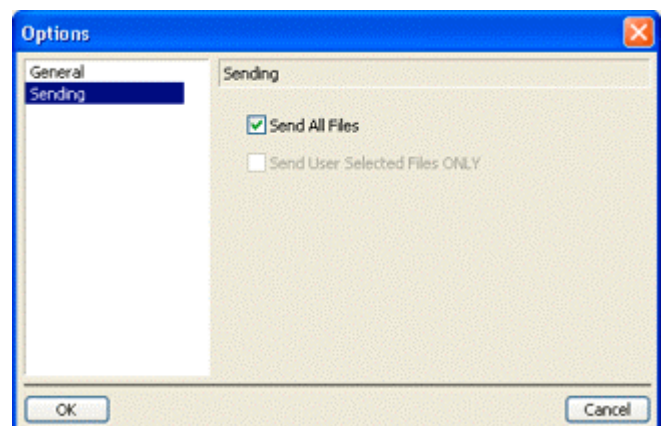 Options
General
Sending
Sending
Send All Files
Send User Selected Files ONLY
OK
Cancel